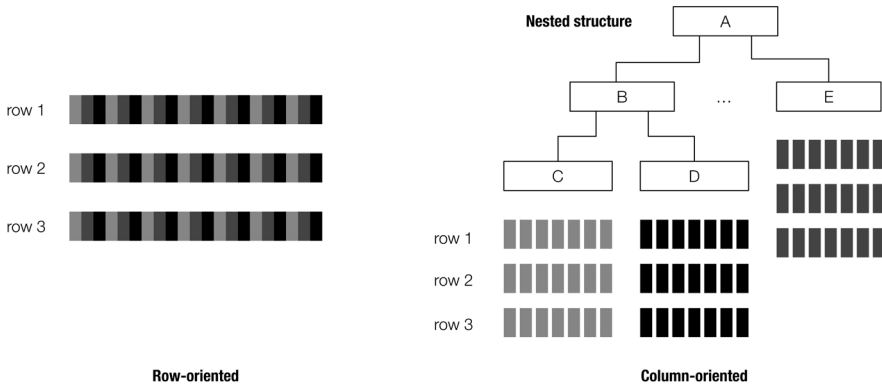 Nested structure
A
B
...
E
C
D
row 1
row 2
row 3
row 1
row 2
row 3
Row-oriented
Column-oriented